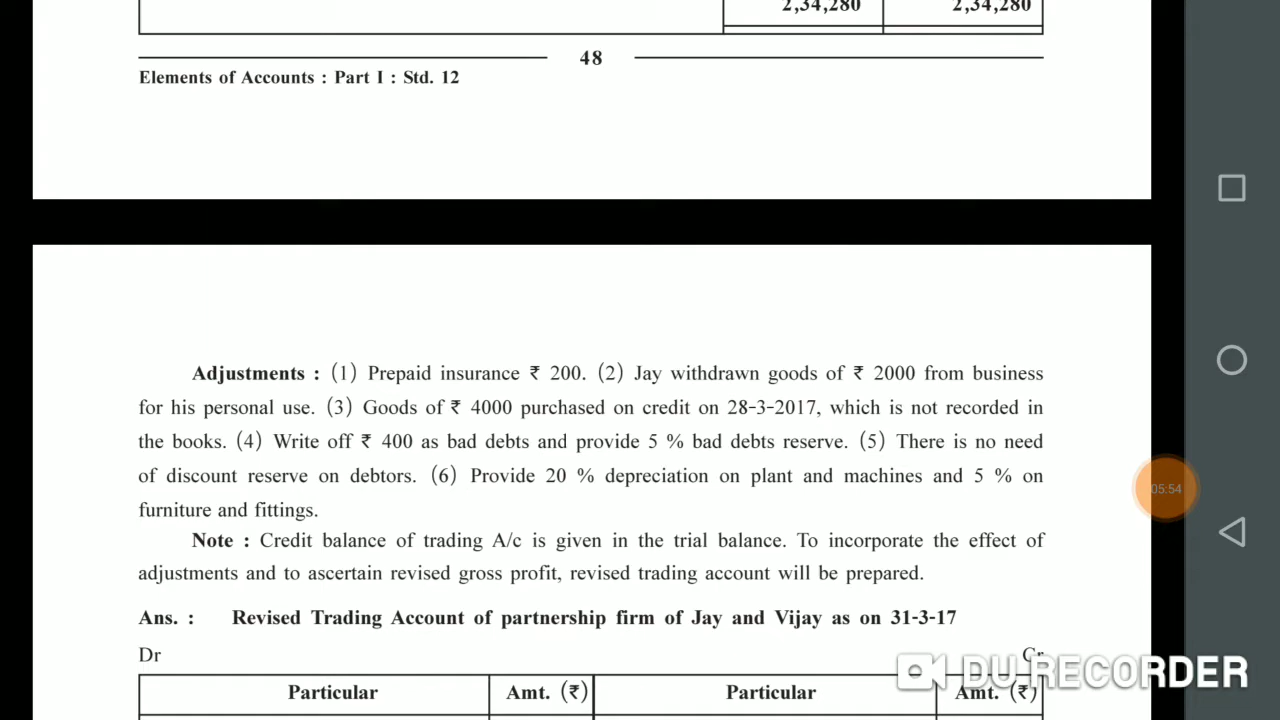 2,34,280 2,34,280
48
Elements of Accounts : Part I : Std. 12
Adjustments : (1) Prepaid insurance ₹ 200. (2) Jay withdrawn goods of ₹ 2000 from business
for his personal use. (3) Goods of ₹ 4000 purchased on credit on 28-3-2017, which is not recorded in
the books. (4) Write off ₹ 400 as bad debts and provide 5 % bad debts reserve. (5) There is no need
of discount reserve on debtors. (6) Provide 20 % depreciation on plant and machines and 5 % on
furniture and fittings.
05:54
Note : Credit balance of trading A/c is given in the trial balance. To incorporate the effect of
adjustments and to ascertain revised gross profit, revised trading account will be prepared.
Ans. : Revised Trading Account of partnership firm of Jay and Vijay as on 31-3-17
Dr Cr
DU RECORDER
Particular Amt. (₹) Particular Amt. (₹)